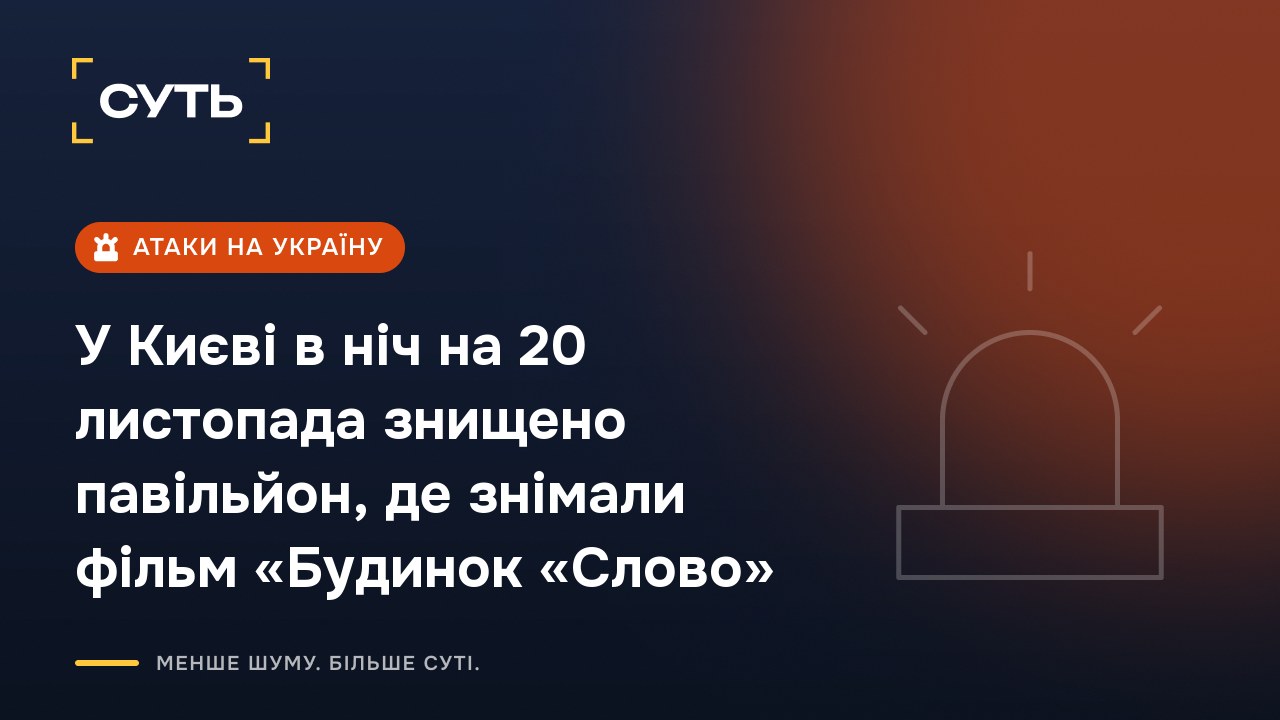 СУТЬ
АТАКИ НА УКРАЇНУ
У Києві в ніч на 20
листопада знищено
павільйон, де знімали
фільм «Будинок «Слово»
МЕНШЕ ШУМУ. БІЛЬШЕ СУТІ.